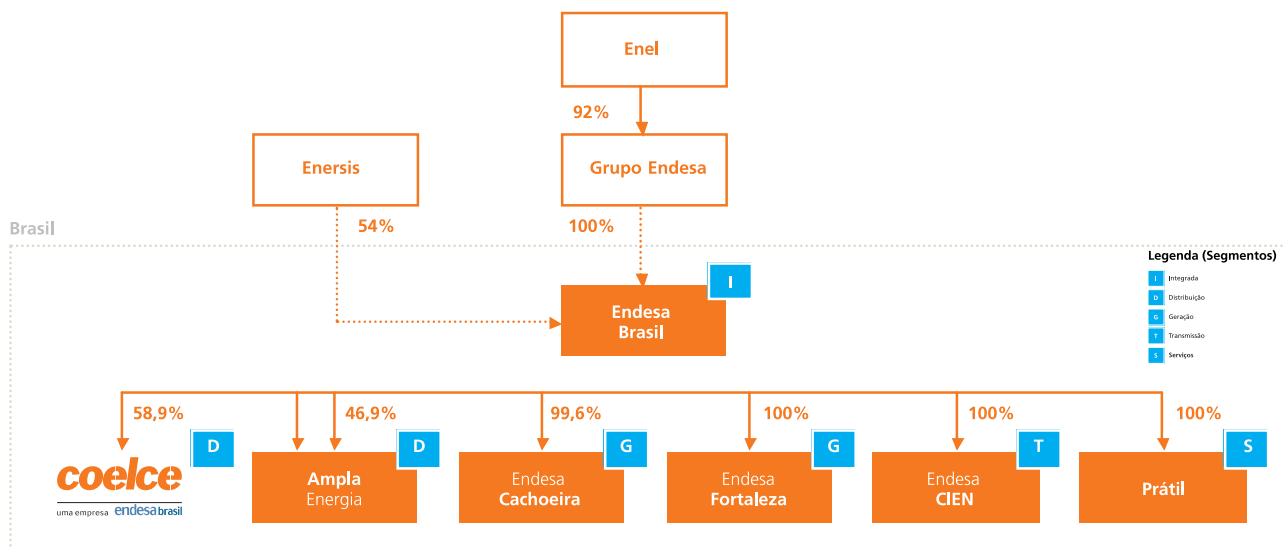 Enel
92%
Enersis
Grupo Endesa
54%
100%
Brasil
Legenda (Segmentos)
I Integrada
D Distribuição
G Geração
T Transmissão
S Serviços
I
Endesa
Brasil
58,9%
46,9%
99,6%
100%
100%
100%
D
D
G
G
T
S
coelce
uma empresa endesabrasil
Ampla
Energia
Endesa
Cachoeira
Endesa
Fortaleza
Endesa
CIEN
Prátil